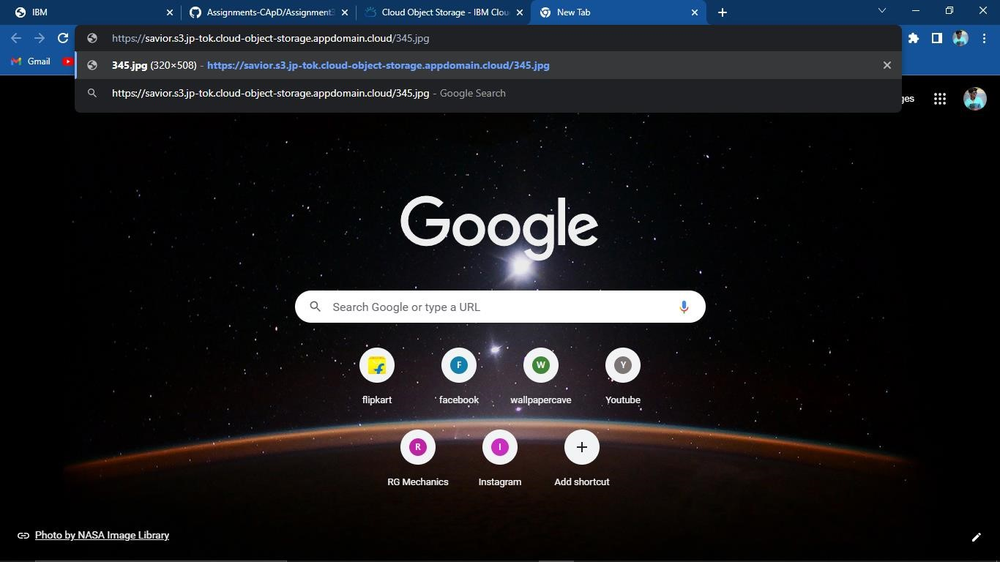 IBM
Assignments-CApD/Assignment3
Cloud Object Storage - IBM Clou
New Tab
https://savior.s3.jp-tok.cloud-object-storage.appdomain.cloud/345.jpg
Gmail
345.jpg (320×508) - https://savior.s3.jp-tok.cloud-object-storage.appdomain.cloud/345.jpg
https://savior.s3.jp-tok.cloud-object-storage.appdomain.cloud/345.jpg - Google Search
ges
Google
Search Google or type a URL
flipkart
F
facebook
W
wallpapercave
Y
Youtube
R
RG Mechanics
I
Instagram
Add shortcut
Photo by NASA Image Library